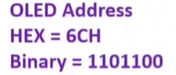 OLED Address
HEX = 6CH
Binary = 1101100